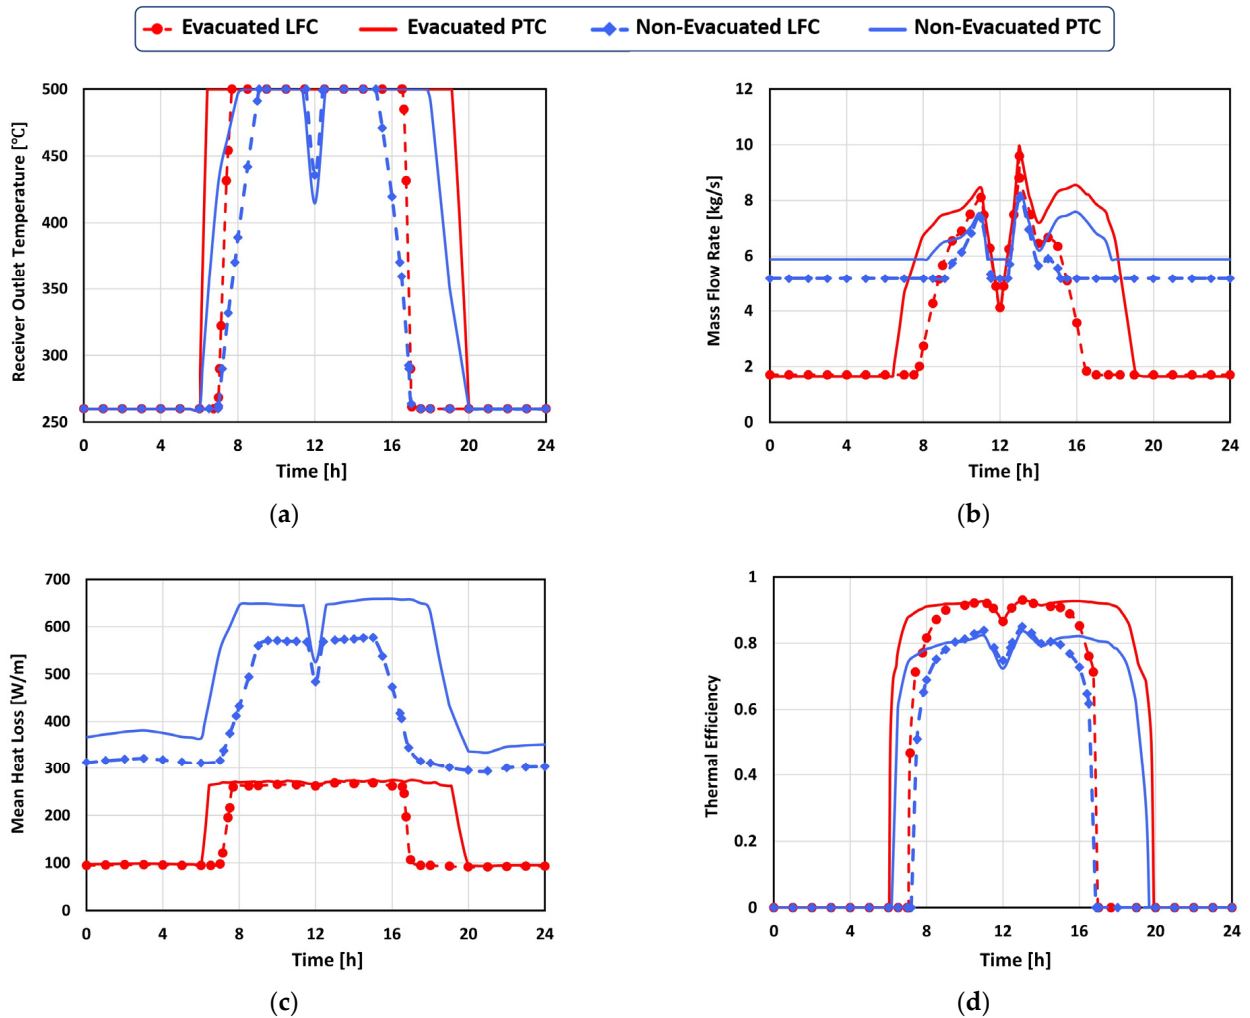 Evacuated LFC Evacuated PTC Non-Evacuated LFC Non-Evacuated PTC
Receiver Outlet Temperature [°C]
500
450
400
350
300
250
0 4 8 12 16 20 24
Time [h]
(a)
Mass Flow Rate [kg/s]
12
10
8
6
4
2
0
0 4 8 12 16 20 24
Time [h]
(b)
Mean Heat Loss [W/m]
700
600
500
400
300
200
100
0
0 4 8 12 16 20 24
Time [h]
(c)
Thermal Efficiency
1
0.8
0.6
0.4
0.2
0
0 4 8 12 16 20 24
Time [h]
(d)